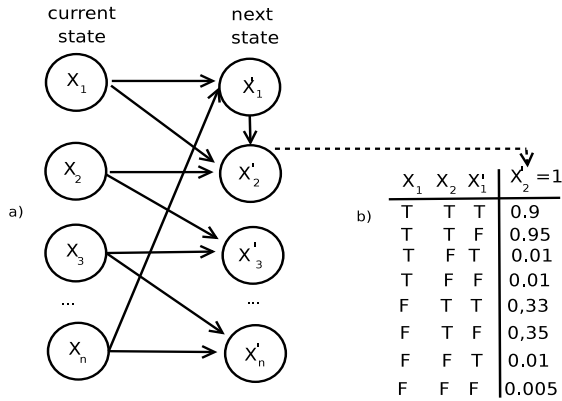 current state
next state
a)
X1
X2
X3
...
Xn
X'1
X'2
X'3
...
X'n
b)
X1 X2 X'1 X'2 =1
T T T 0.9
T T F 0.95
T F T 0.01
T F F 0.01
F T T 0,33
F T F 0,35
F F T 0.01
F F F 0.005